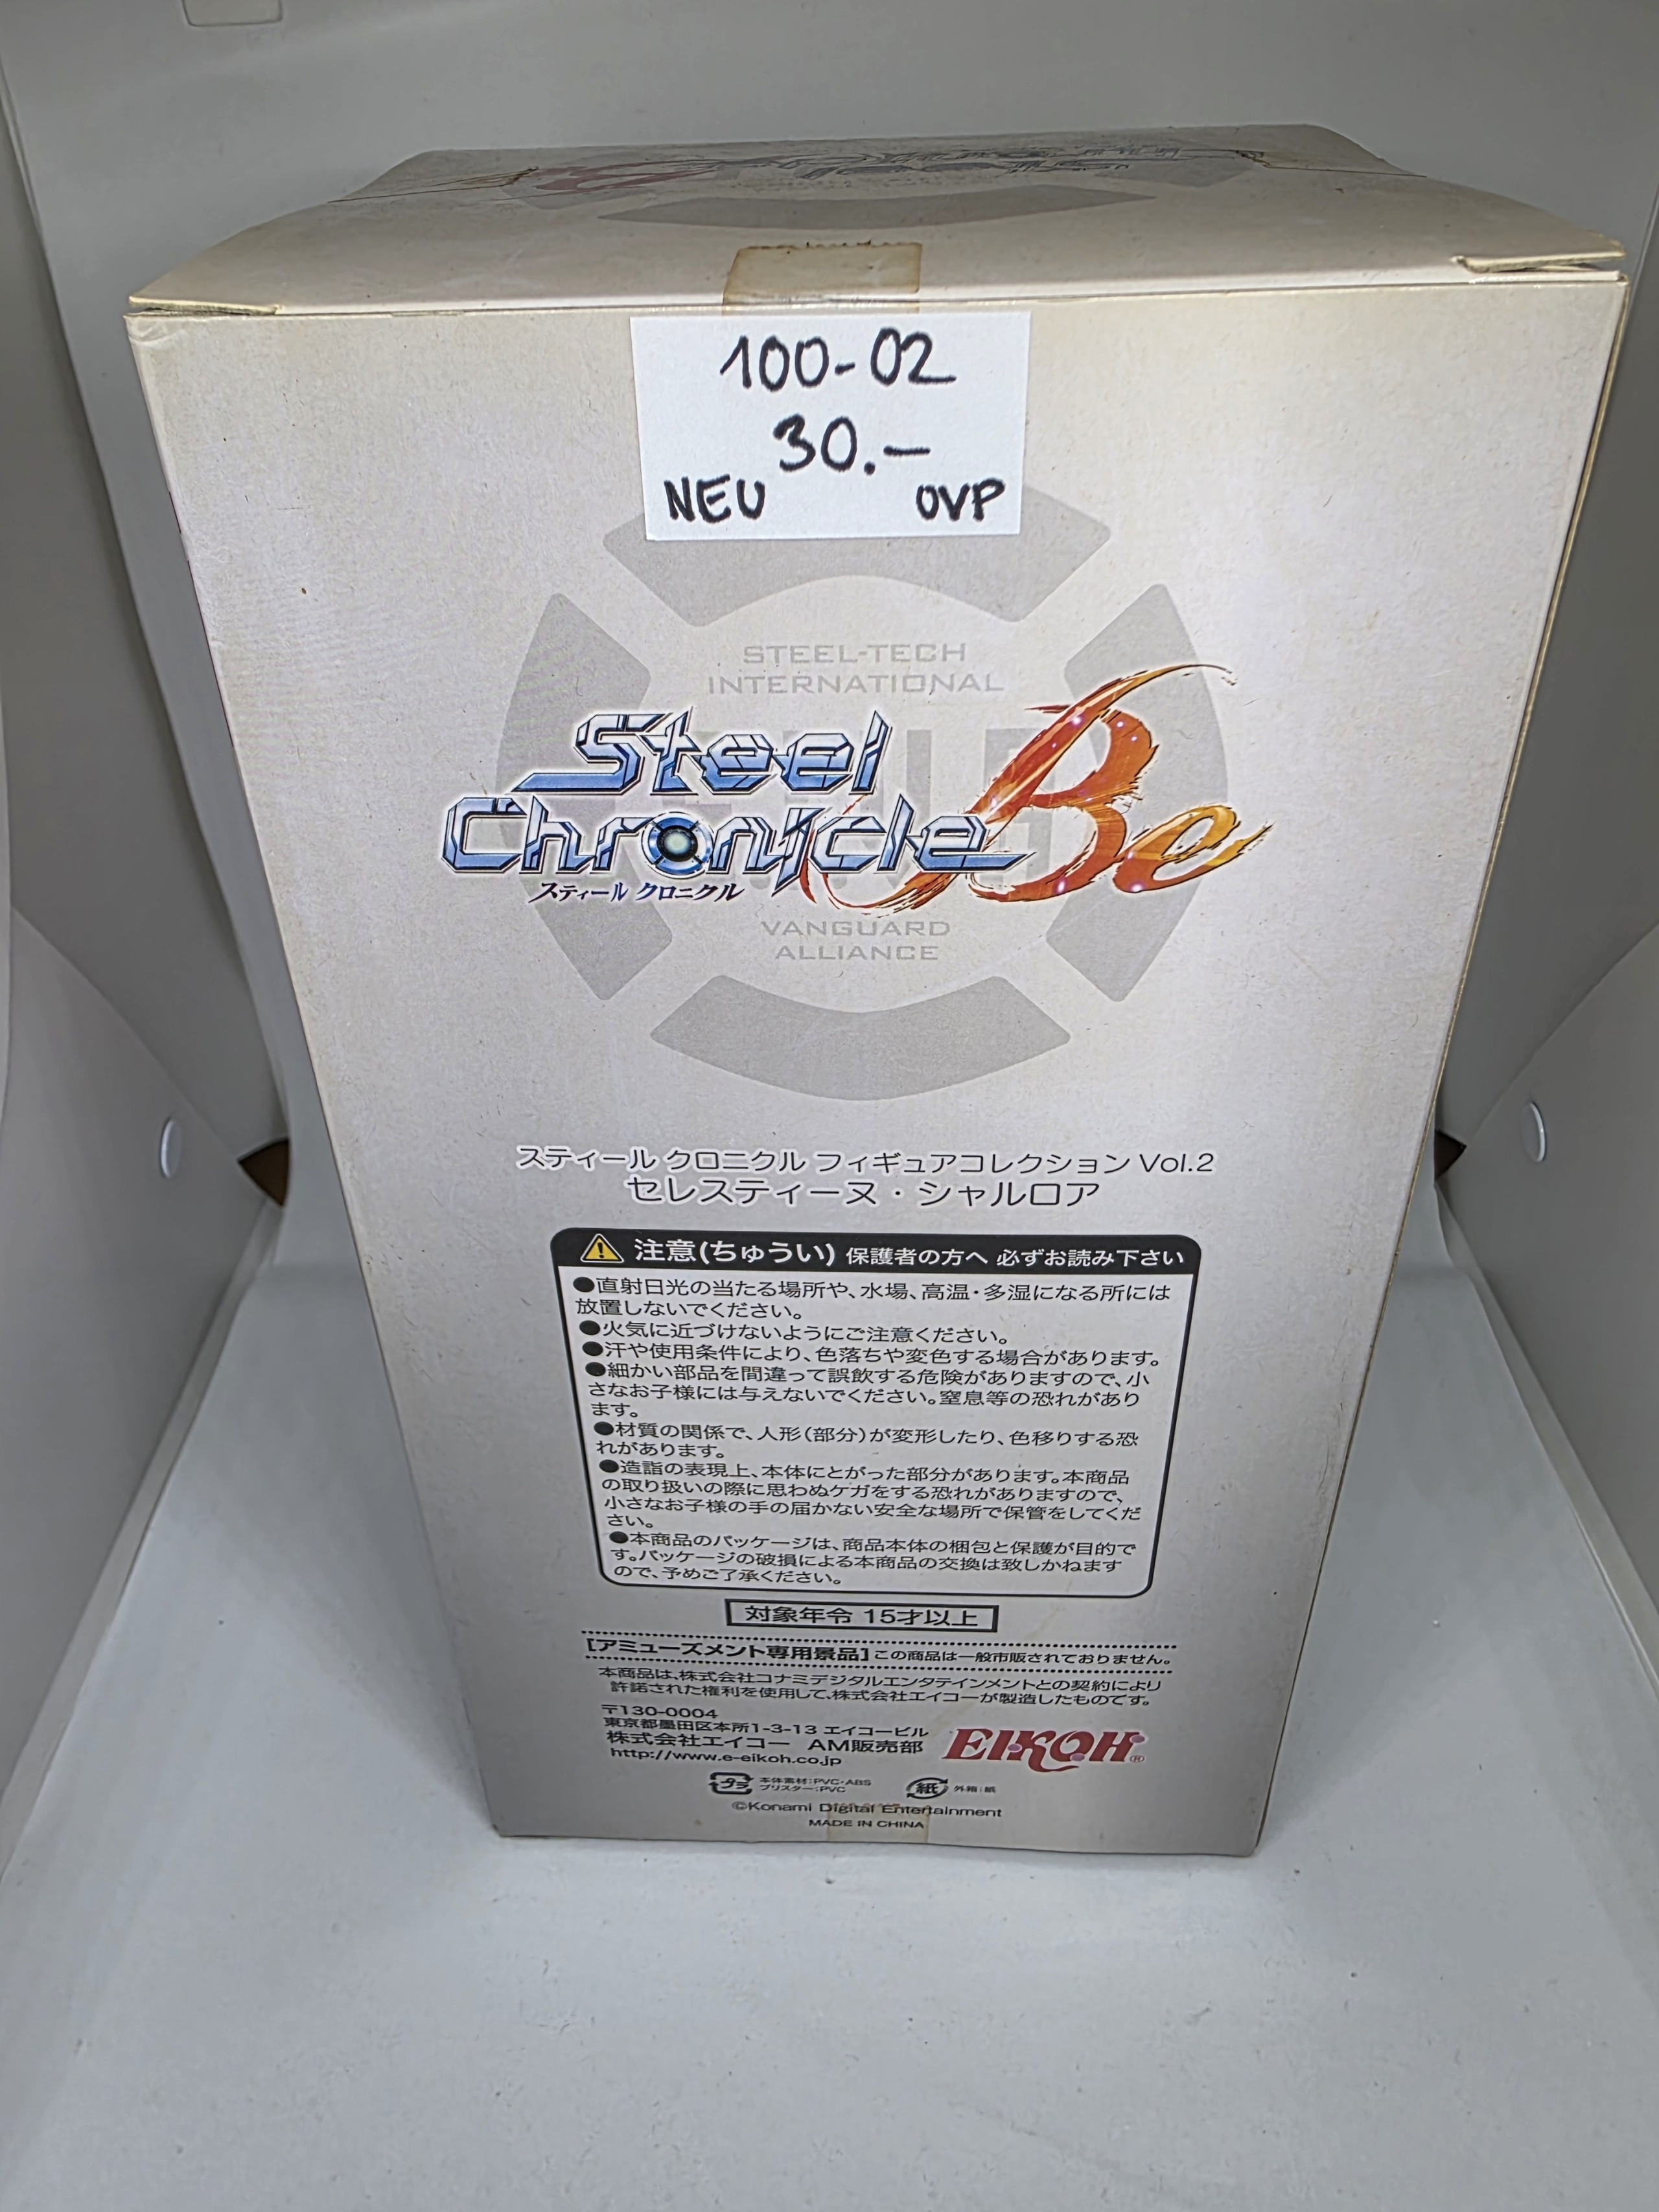 100-02
30.-
NEU OVP
STEEL-TECH
INTERNATIONAL
Steel
Chronicle Be
スティール クロニクル
VANGUARD
ALLIANCE
スティール クロニクル フィギュアコレクション Vol.2
セレスティーヌ・シャルロア
注意(ちゅうい) 保護者の方へ 必ずお読み下さい
●直射日光の当たる場所や、水場、高温・多湿になる所には
放置しないでください。
●火気に近づけないようにご注意ください。
●汗や使用条件により、色落ちや変色する場合があります。
●細かい部品を間違って誤飲する危険がありますので、小
さなお子様には与えないでください。窒息等の恐れがあり
ます。
●材質の関係で、人形(部分)が変形したり、色移りする恐
れがあります。
●造詣の表現上、本体にとがった部分があります。本商品
の取り扱いの際に思わぬケガをする恐れがありますので、
小さなお子様の手の届かない安全な場所で保管をしてくだ
さい。
●本商品のパッケージは、商品本体の梱包と保護が目的で
す。パッケージの破損による本商品の交換は致しかねます
ので、予めご了承ください。
対象年令 15才以上
[アミューズメント専用景品] この商品は一般市販されておりません。
本商品は、株式会社コナミデジタルエンタテインメントとの契約により
許諾された権利を使用して、株式会社エイコーが製造したものです。
〒130-0004
東京都墨田区本所1-3-13 エイコービル
株式会社エイコー AM販売部
http://www.e-eikoh.co.jp
EIKOH®
プラ 本体素材:PVC・ABS
ブリスター:PVC
紙 外箱:紙
©Konami Digital Entertainment
MADE IN CHINA